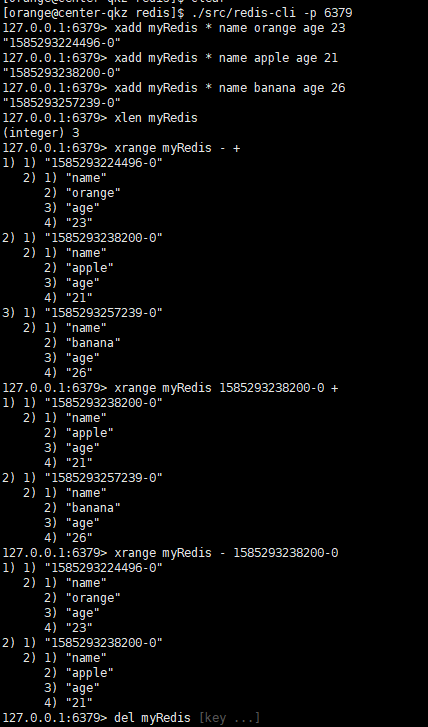 [orange@center-qkz redis]$ clear
[orange@center-qkz redis]$ ./src/redis-cli -p 6379
127.0.0.1:6379> xadd myRedis * name orange age 23
"1585293224496-0"
127.0.0.1:6379> xadd myRedis * name apple age 21
"1585293238200-0"
127.0.0.1:6379> xadd myRedis * name banana age 26
"1585293257239-0"
127.0.0.1:6379> xlen myRedis
(integer) 3
127.0.0.1:6379> xrange myRedis - +
1) 1) "1585293224496-0"
   2) 1) "name"
      2) "orange"
      3) "age"
      4) "23"
2) 1) "1585293238200-0"
   2) 1) "name"
      2) "apple"
      3) "age"
      4) "21"
3) 1) "1585293257239-0"
   2) 1) "name"
      2) "banana"
      3) "age"
      4) "26"
127.0.0.1:6379> xrange myRedis 1585293238200-0 +
1) 1) "1585293238200-0"
   2) 1) "name"
      2) "apple"
      3) "age"
      4) "21"
2) 1) "1585293257239-0"
   2) 1) "name"
      2) "banana"
      3) "age"
      4) "26"
127.0.0.1:6379> xrange myRedis - 1585293238200-0
1) 1) "1585293224496-0"
   2) 1) "name"
      2) "orange"
      3) "age"
      4) "23"
2) 1) "1585293238200-0"
   2) 1) "name"
      2) "apple"
      3) "age"
      4) "21"
127.0.0.1:6379> del myRedis [key ...]